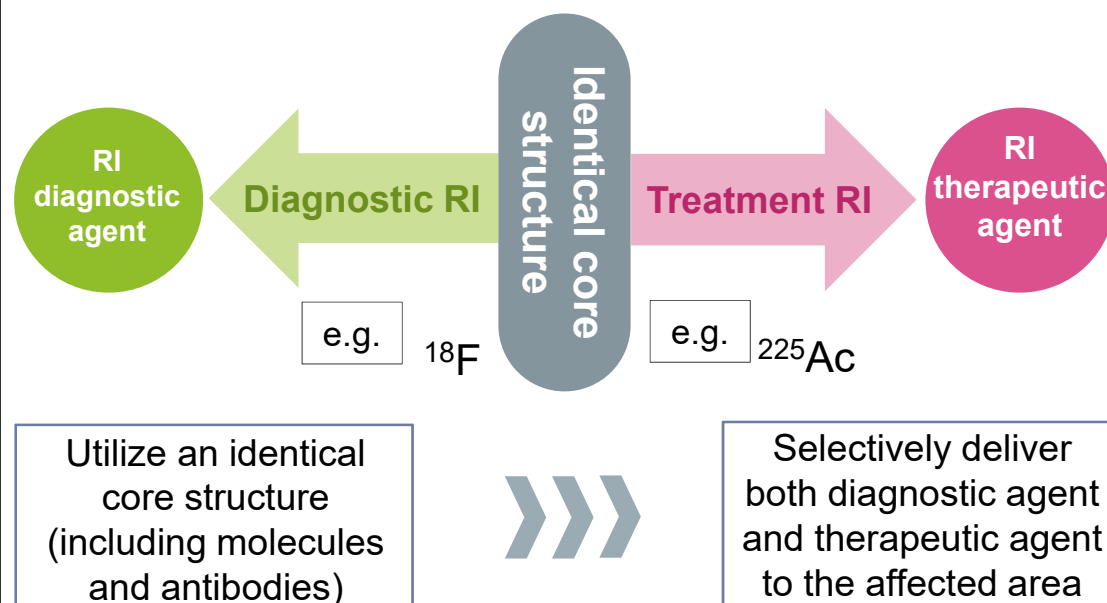 RI
diagnostic
agent
Diagnostic RI
Identical core
structure
Treatment RI
RI
therapeutic
agent
e.g.
¹⁸F
e.g.
²²⁵Ac
Utilize an identical
core structure
(including molecules
and antibodies)
Selectively deliver
both diagnostic agent
and therapeutic agent
to the affected area